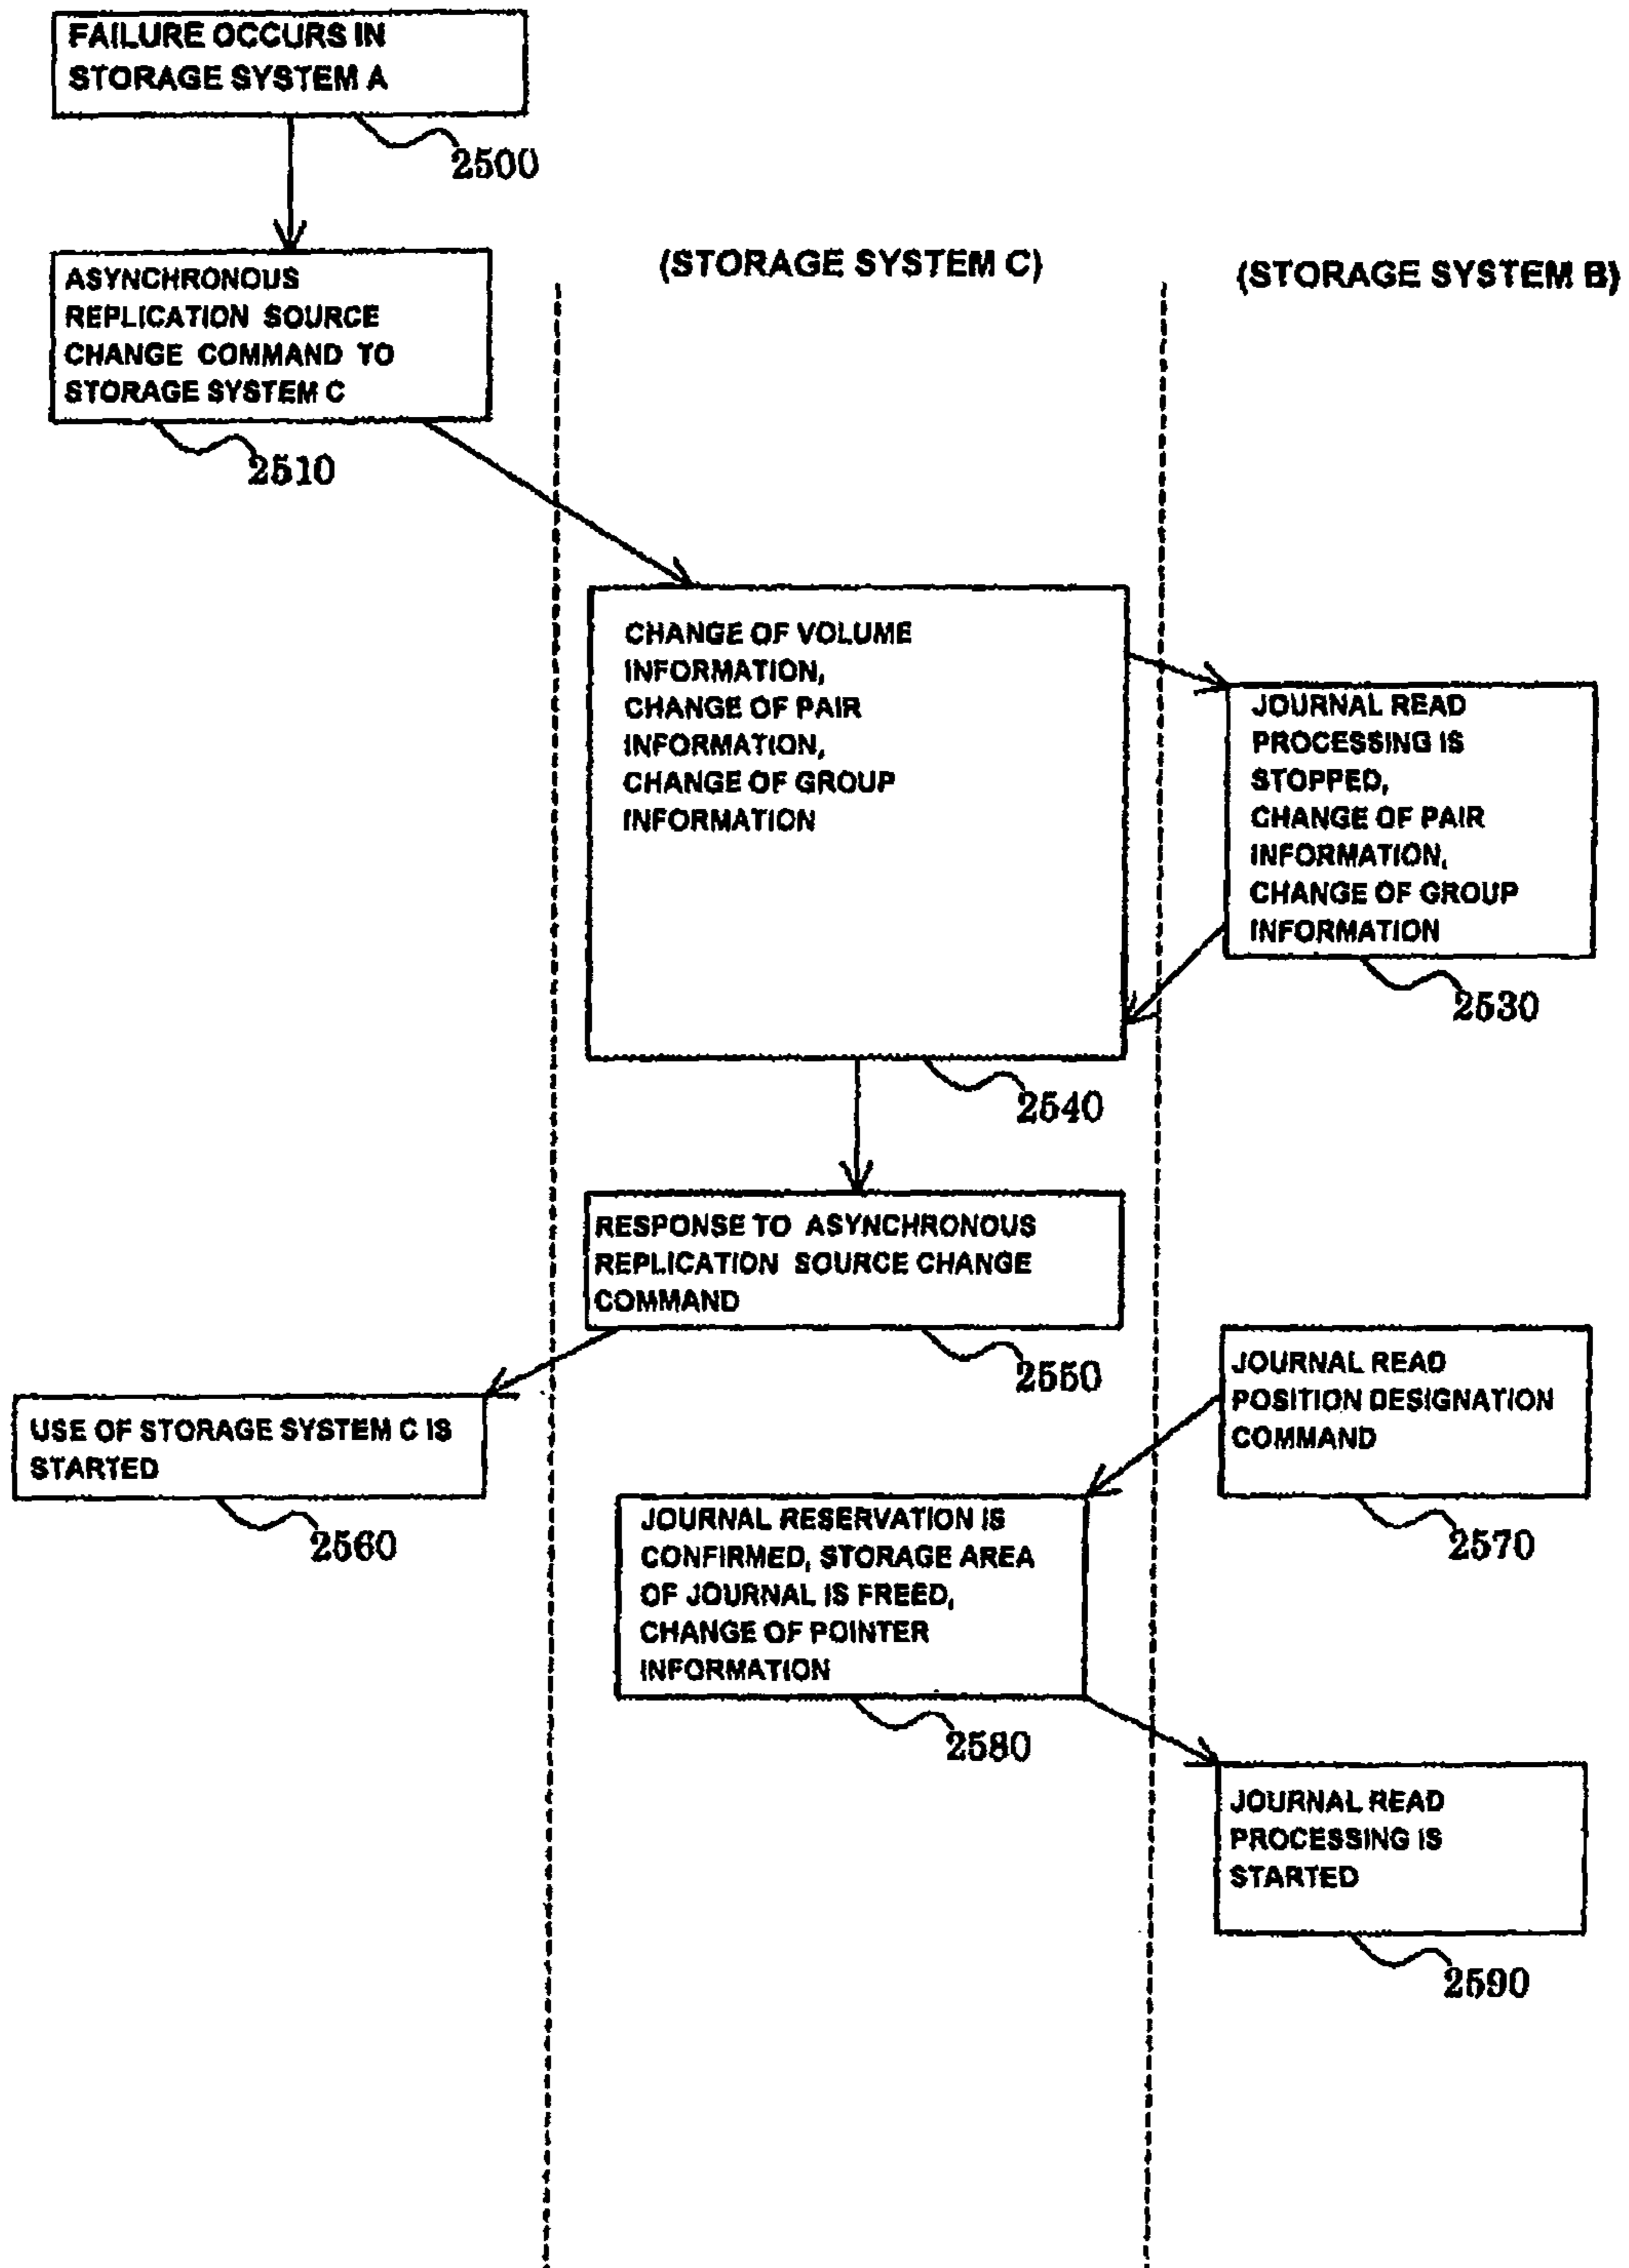 FAILURE OCCURS IN
STORAGE SYSTEM A
2500
ASYNCHRONOUS
REPLICATION SOURCE
CHANGE COMMAND TO
STORAGE SYSTEM C
2510
(STORAGE SYSTEM C)
(STORAGE SYSTEM B)
CHANGE OF VOLUME
INFORMATION,
CHANGE OF PAIR
INFORMATION,
CHANGE OF GROUP
INFORMATION
2540
JOURNAL READ
PROCESSING IS
STOPPED,
CHANGE OF PAIR
INFORMATION,
CHANGE OF GROUP
INFORMATION
2530
RESPONSE TO ASYNCHRONOUS
REPLICATION SOURCE CHANGE
COMMAND
2550
USE OF STORAGE SYSTEM C IS
STARTED
2560
JOURNAL READ
POSITION DESIGNATION
COMMAND
2570
JOURNAL RESERVATION IS
CONFIRMED, STORAGE AREA
OF JOURNAL IS FREED,
CHANGE OF POINTER
INFORMATION
2580
JOURNAL READ
PROCESSING IS
STARTED
2590